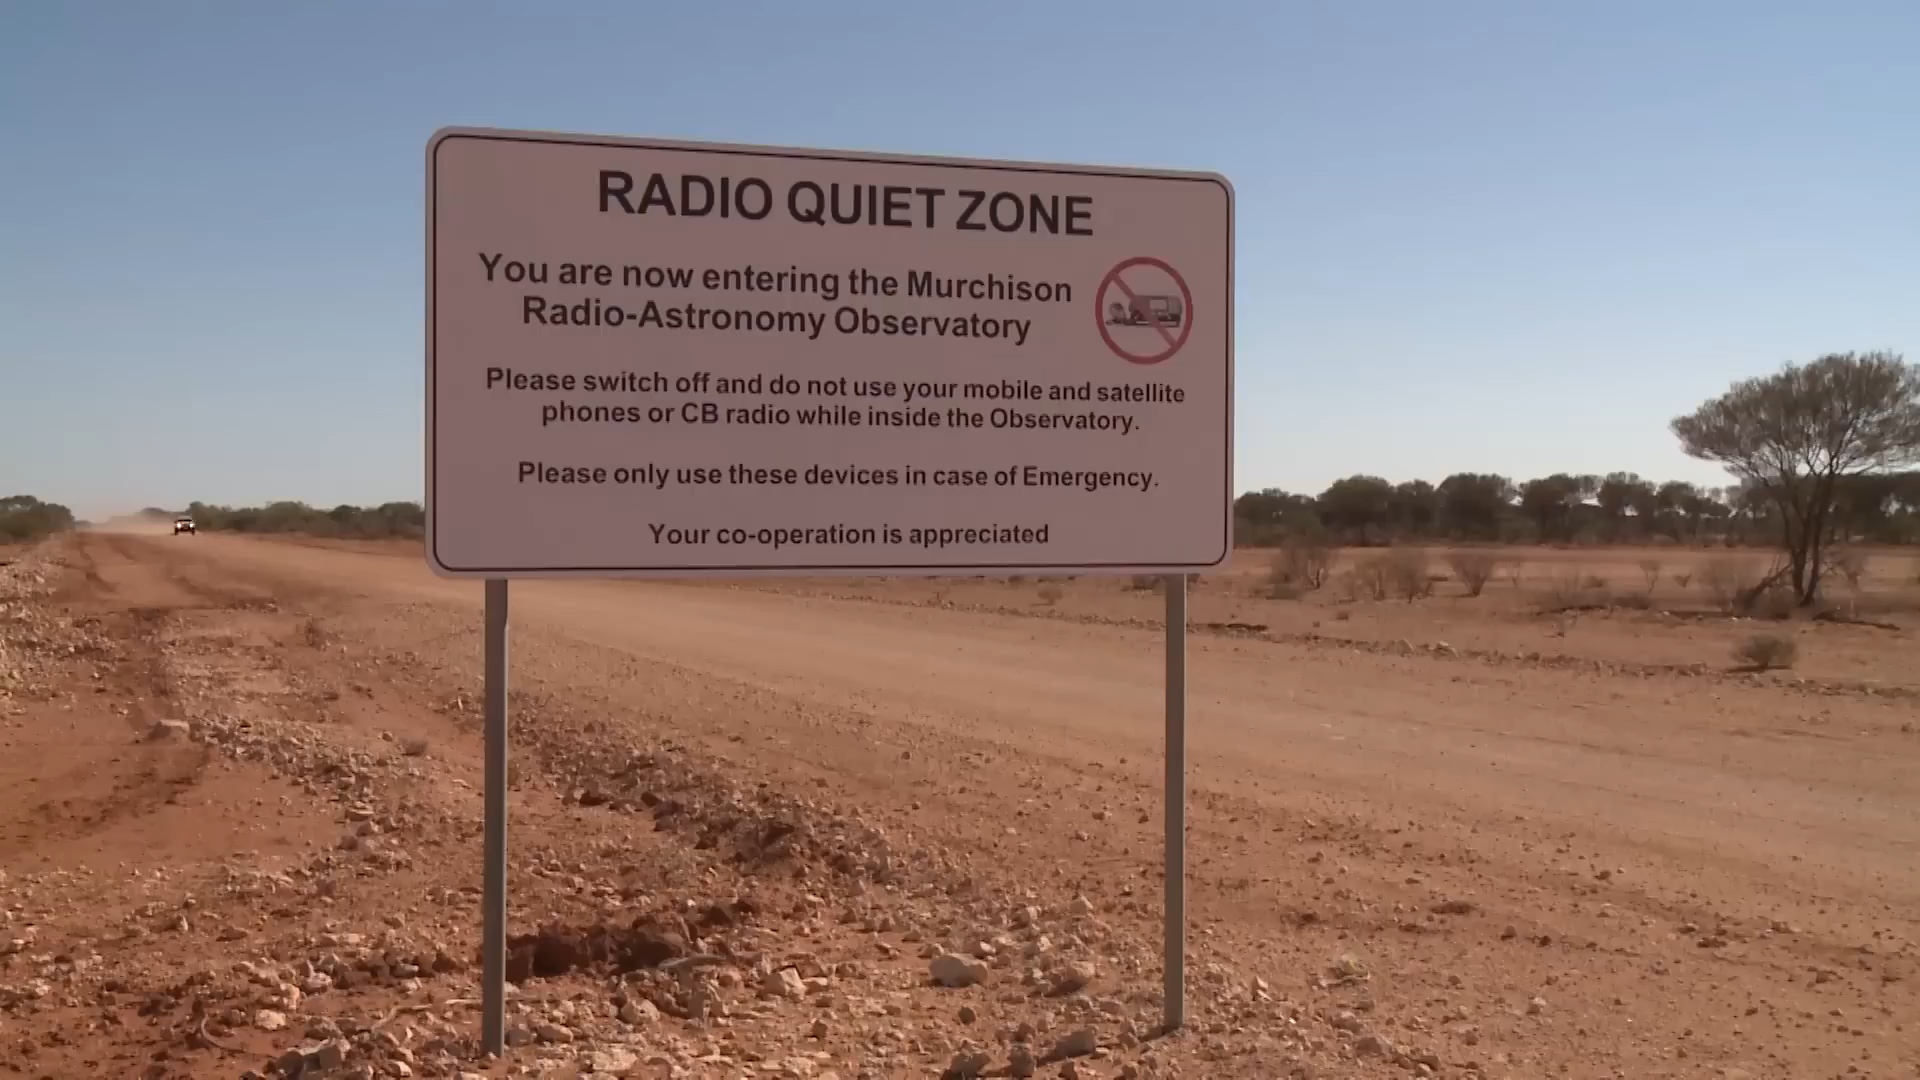 RADIO QUIET ZONE
You are now entering the Murchison
Radio-Astronomy Observatory
Please switch off and do not use your mobile and satellite
phones or CB radio while inside the Observatory.
Please only use these devices in case of Emergency.
Your co-operation is appreciated